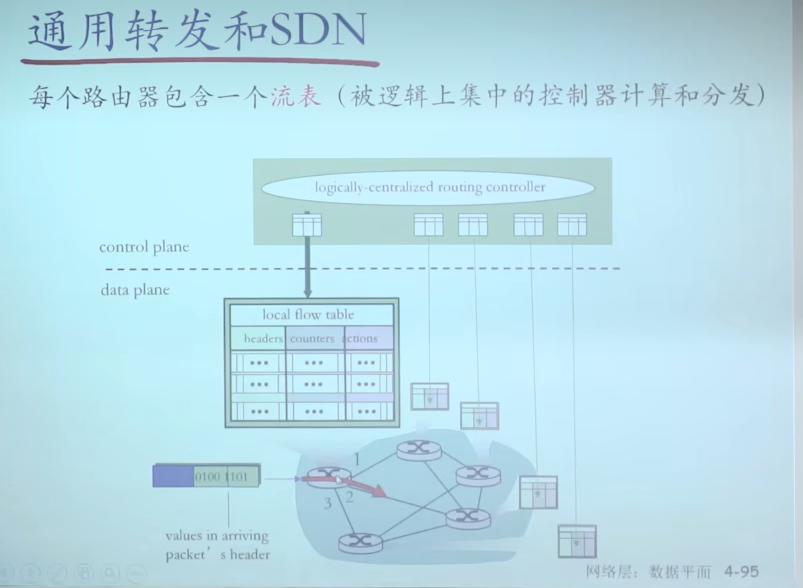 通用转发和SDN
每个路由器包含一个流表（被逻辑上集中的控制器计算和分发）
logically-centralized routing controller
control plane
data plane
local flow table
headers counters ctions
0100 1101
1
2
3
values in arriving
packet's header
网络层：数据平面 4-95